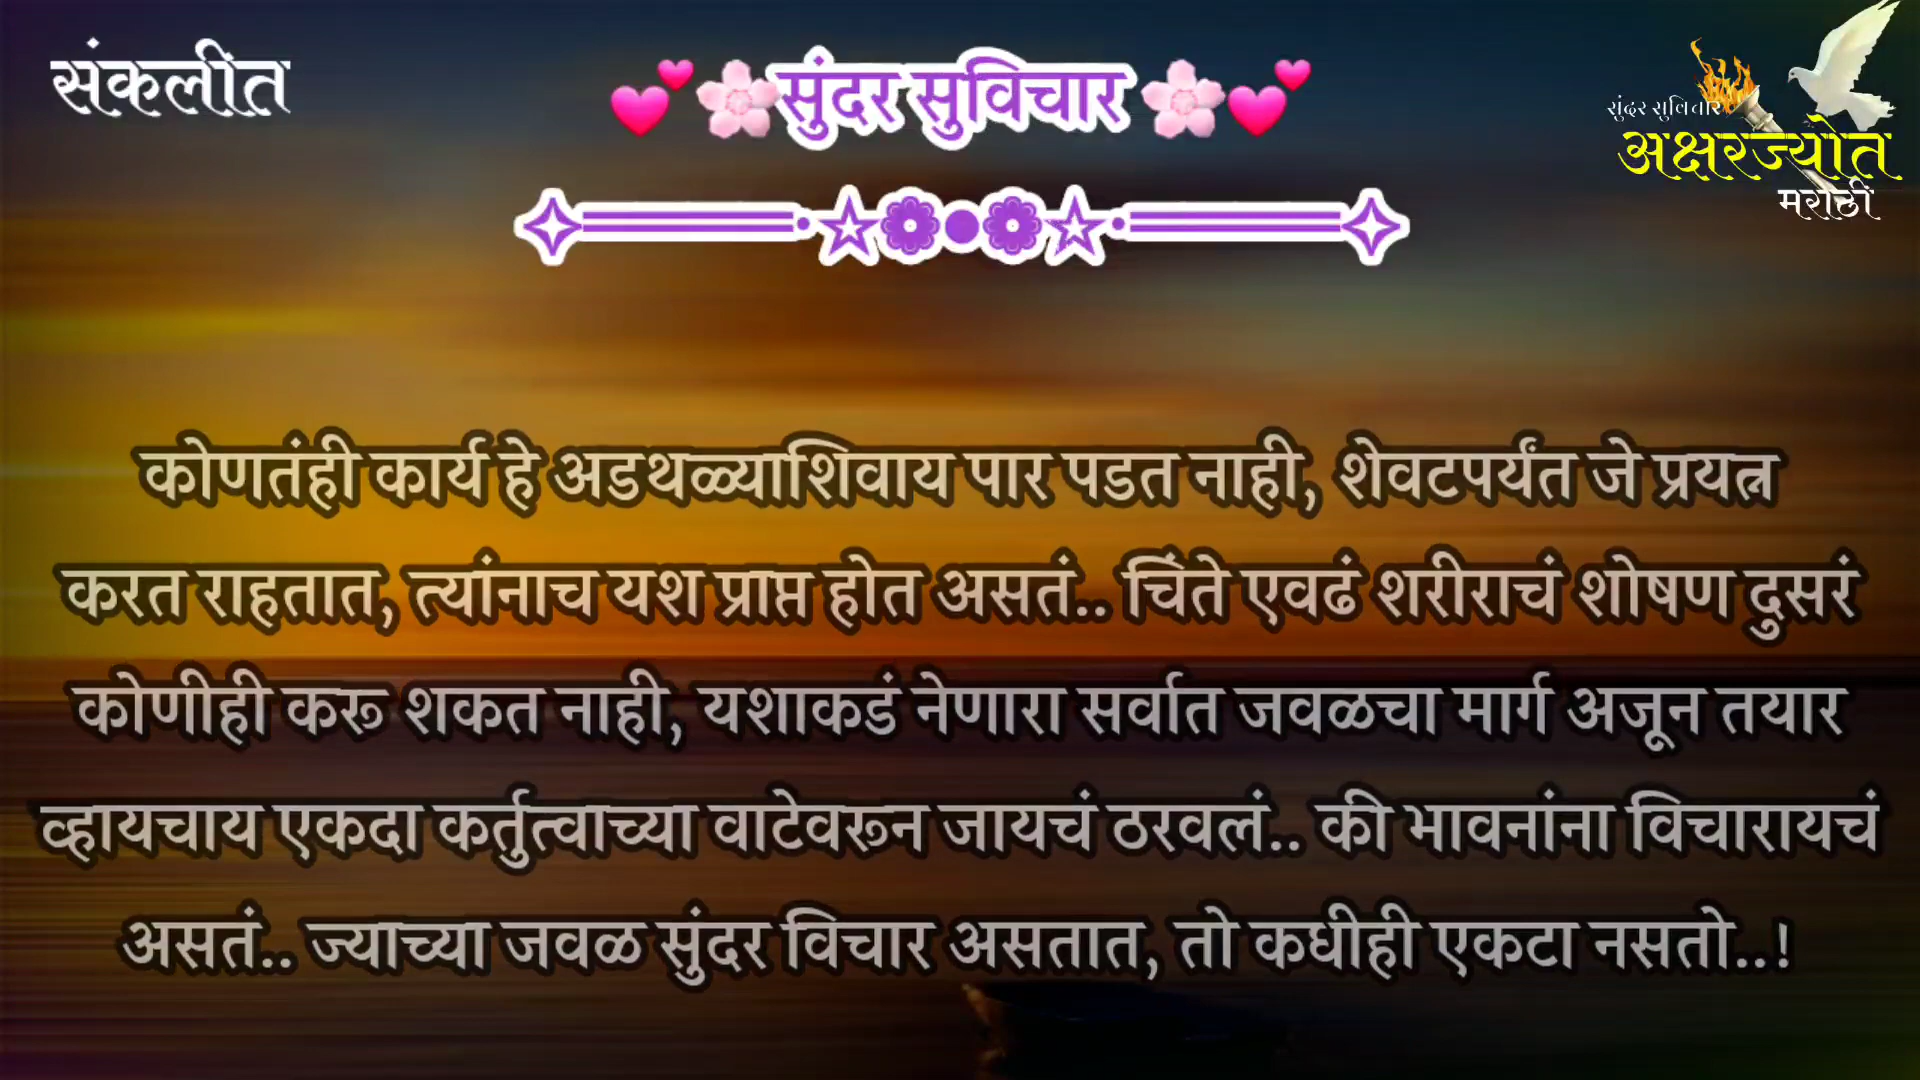 संकलीत
💕🌸सुंदर सुविचार 🌸💕
सुंदर सुविचार
अक्षरज्योत
मराठी
कोणतंही कार्य हे अडथळ्याशिवाय पार पडत नाही, शेवटपर्यंत जे प्रयत्न
करत राहतात, त्यांनाच यश प्राप्त होत असतं.. चिंते एवढं शरीराचं शोषण दुसरं
कोणीही करू शकत नाही, यशाकडं नेणारा सर्वात जवळचा मार्ग अजून तयार
व्हायचाय एकदा कर्तुत्वाच्या वाटेवरून जायचं ठरवलं.. की भावनांना विचारायचं
असतं.. ज्याच्या जवळ सुंदर विचार असतात, तो कधीही एकटा नसतो..!